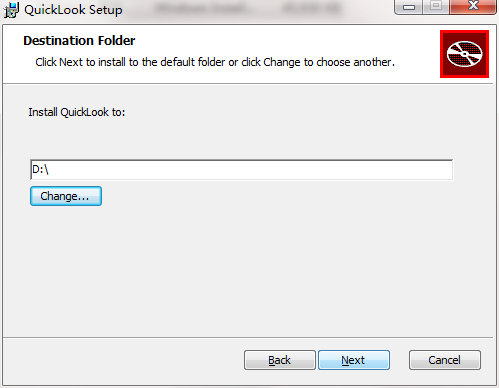 QuickLook Setup
Destination Folder
Click Next to install to the default folder or click Change to choose another.
Install QuickLook to:
D:\
Change...
Back
Next
Cancel